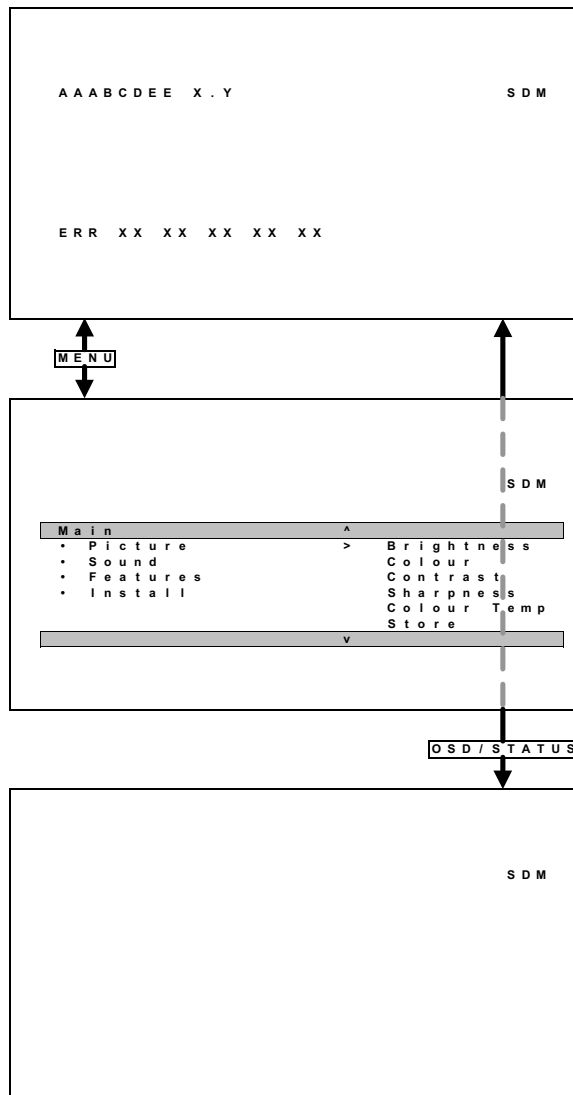 AAABCDEE X.Y SDM
ERR XX XX XX XX XX
MENU
SDM
Main ^
• Picture > Brightness
• Sound Colour
• Features Contrast
• Install Sharpness
Colour Temp
Store
v
OSD/STATUS
SDM